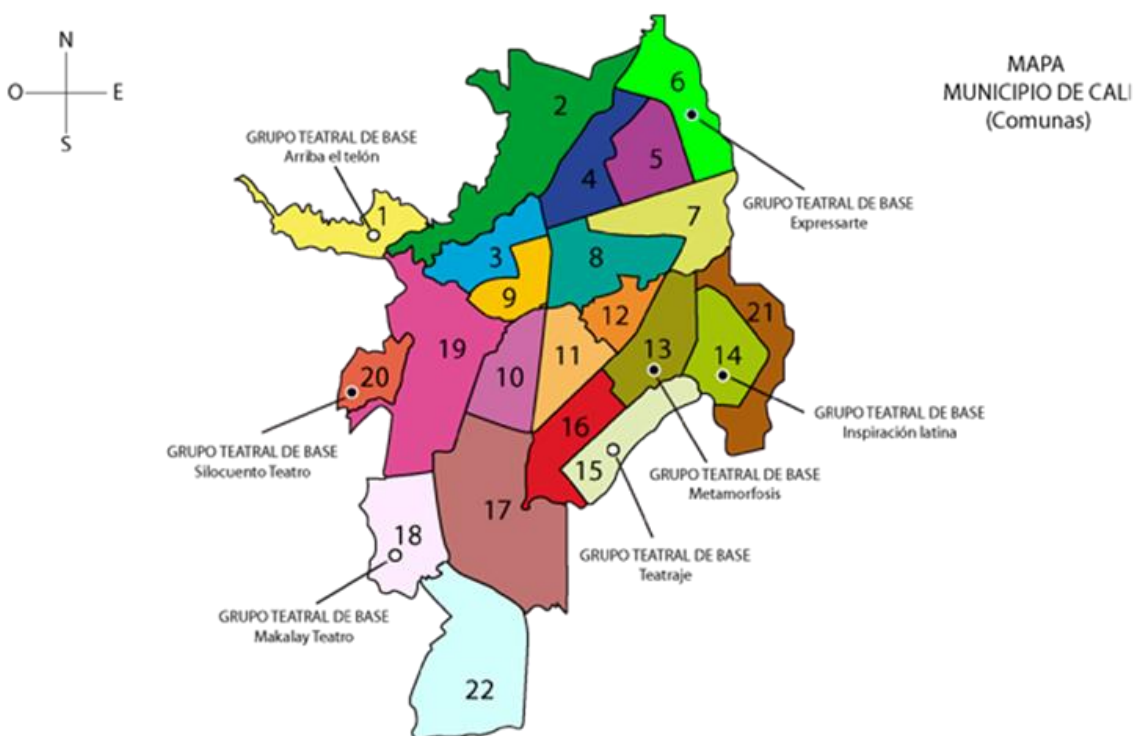 N
O
E
S
MAPA
MUNICIPIO DE CALI
(Comunas)
GRUPO TEATRAL DE BASE
Arriba el telón
GRUPO TEATRAL DE BASE
Expressarte
GRUPO TEATRAL DE BASE
Silocuento Teatro
GRUPO TEATRAL DE BASE
Inspiración latina
GRUPO TEATRAL DE BASE
Metamorfosis
GRUPO TEATRAL DE BASE
Teatraje
GRUPO TEATRAL DE BASE
Makalay Teatro
6
2
5
4
1
7
3
8
9
12
21
19
11
13
14
10
20
16
15
17
18
22